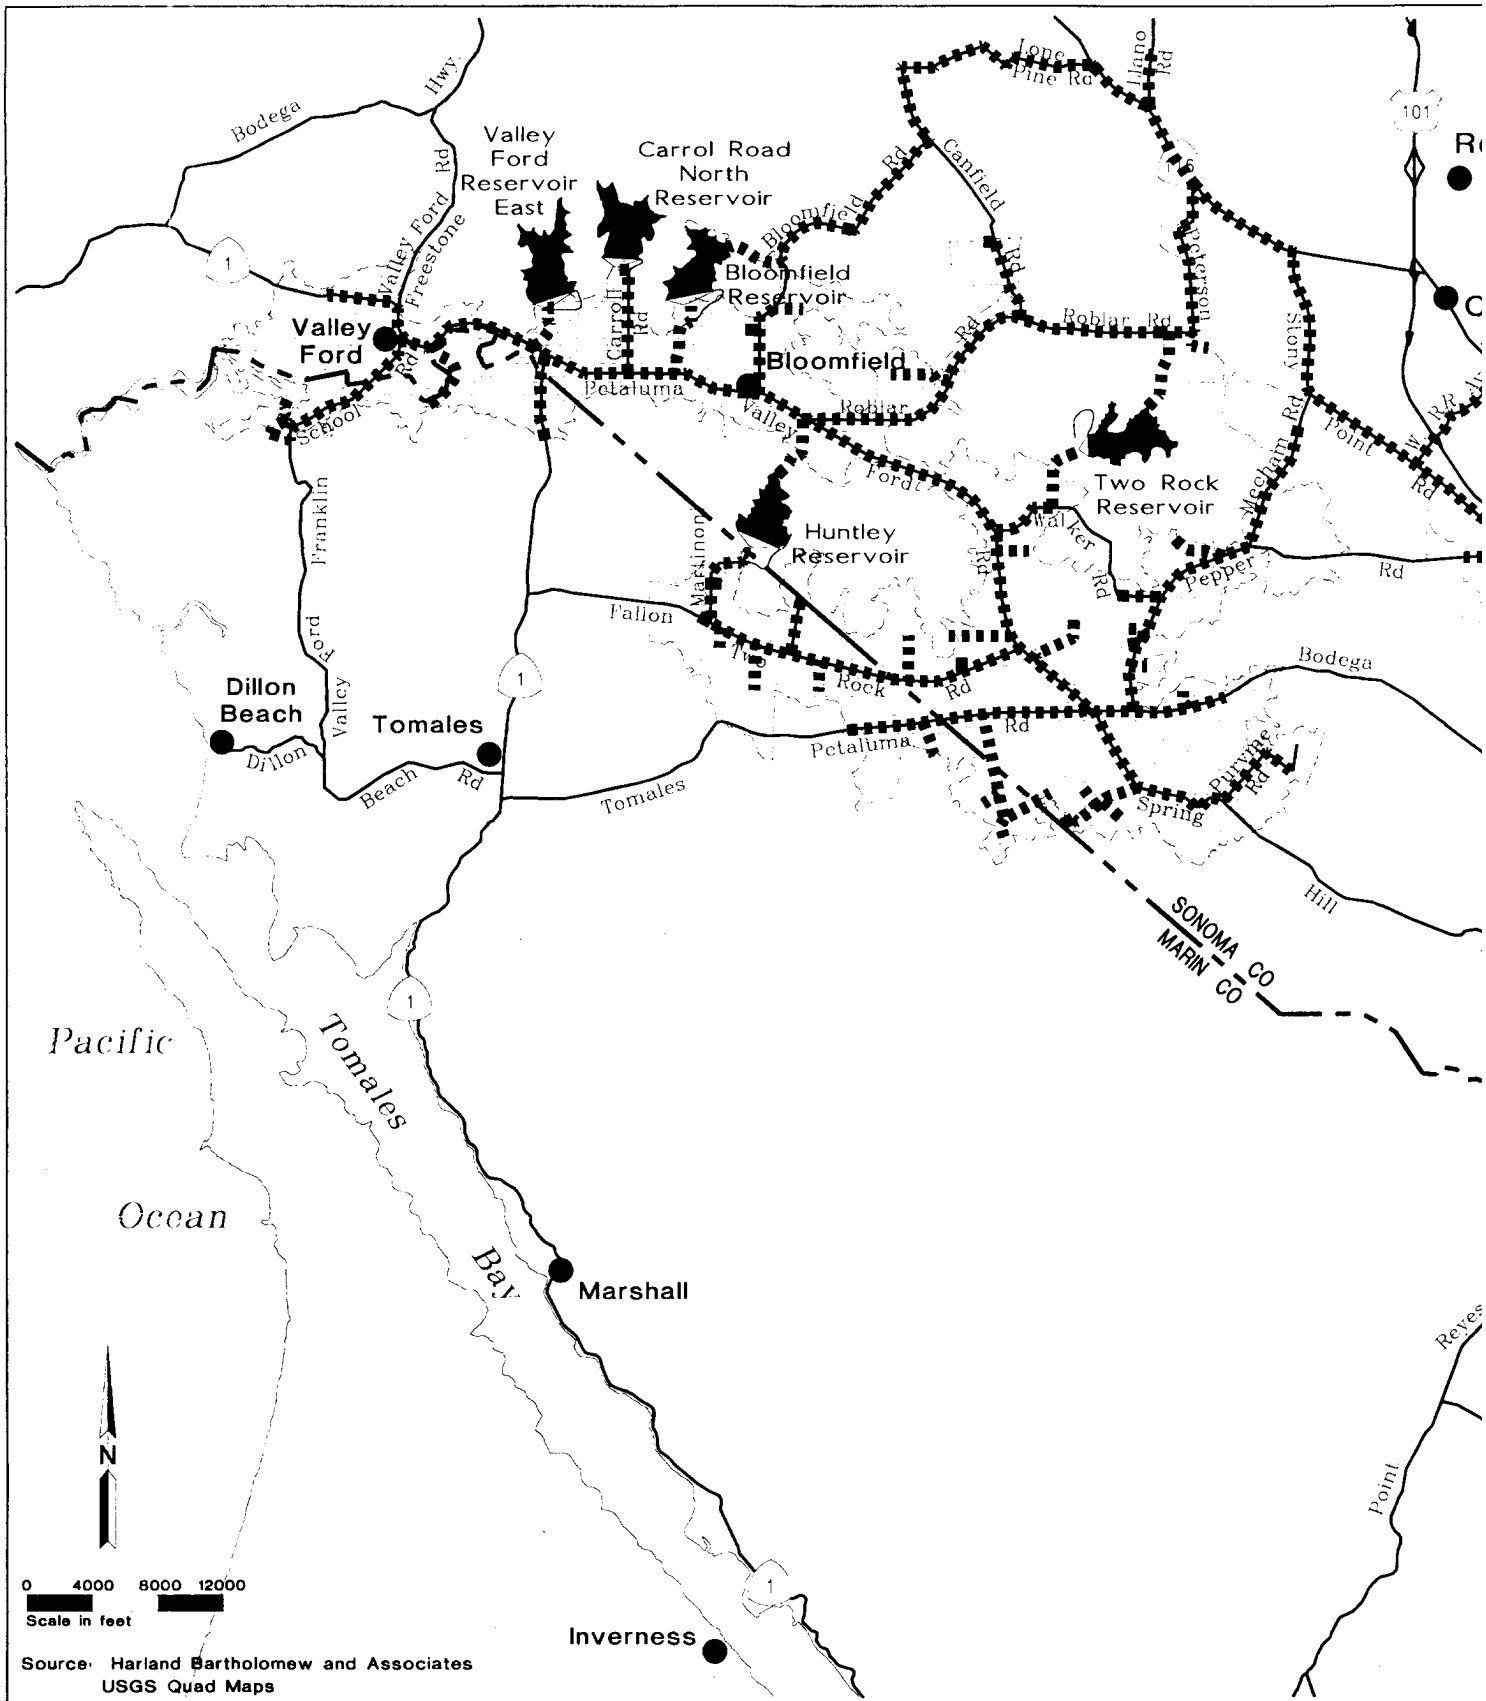 Lone
Pine Rd
Llano
Rd
101
Hwy.
Bodega
Valley
Ford
Reservoir
East
Carrol Road
North
Reservoir
Rd
Canfield
Bloomfield
Valley Ford Rd
Freestone
1
Bloomfield
Reservoir
Rd
Peterson
Carroll
Rd
Roblar Rd
Rd
Stony
Valley
Ford
Rd
Bloomfield
Petaluma
Valley
Roblar
School
Rd
Point
Rd
W.
R/R
Ford
Mecham
Two Rock
Reservoir
Franklin
Huntley
Reservoir
Walker
Rd
Rd
Pepper
Rd
Fallon
Two
Rock
Rd
Ford
Valley
1
Bodega
Dillon
Beach
Tomales
Dillon
Beach
Rd
Petaluma
Rd
Tomales
Purvine
Rd
Spring
Hill
SONOMA CO
MARIN CO
1
Pacific
Ocean
Tomales
Bay
Marshall
Reyes
Point
N
0 4000 8000 12000
Scale in feet
1
Inverness
Source: Harland Bartholomew and Associates
USGS Quad Maps